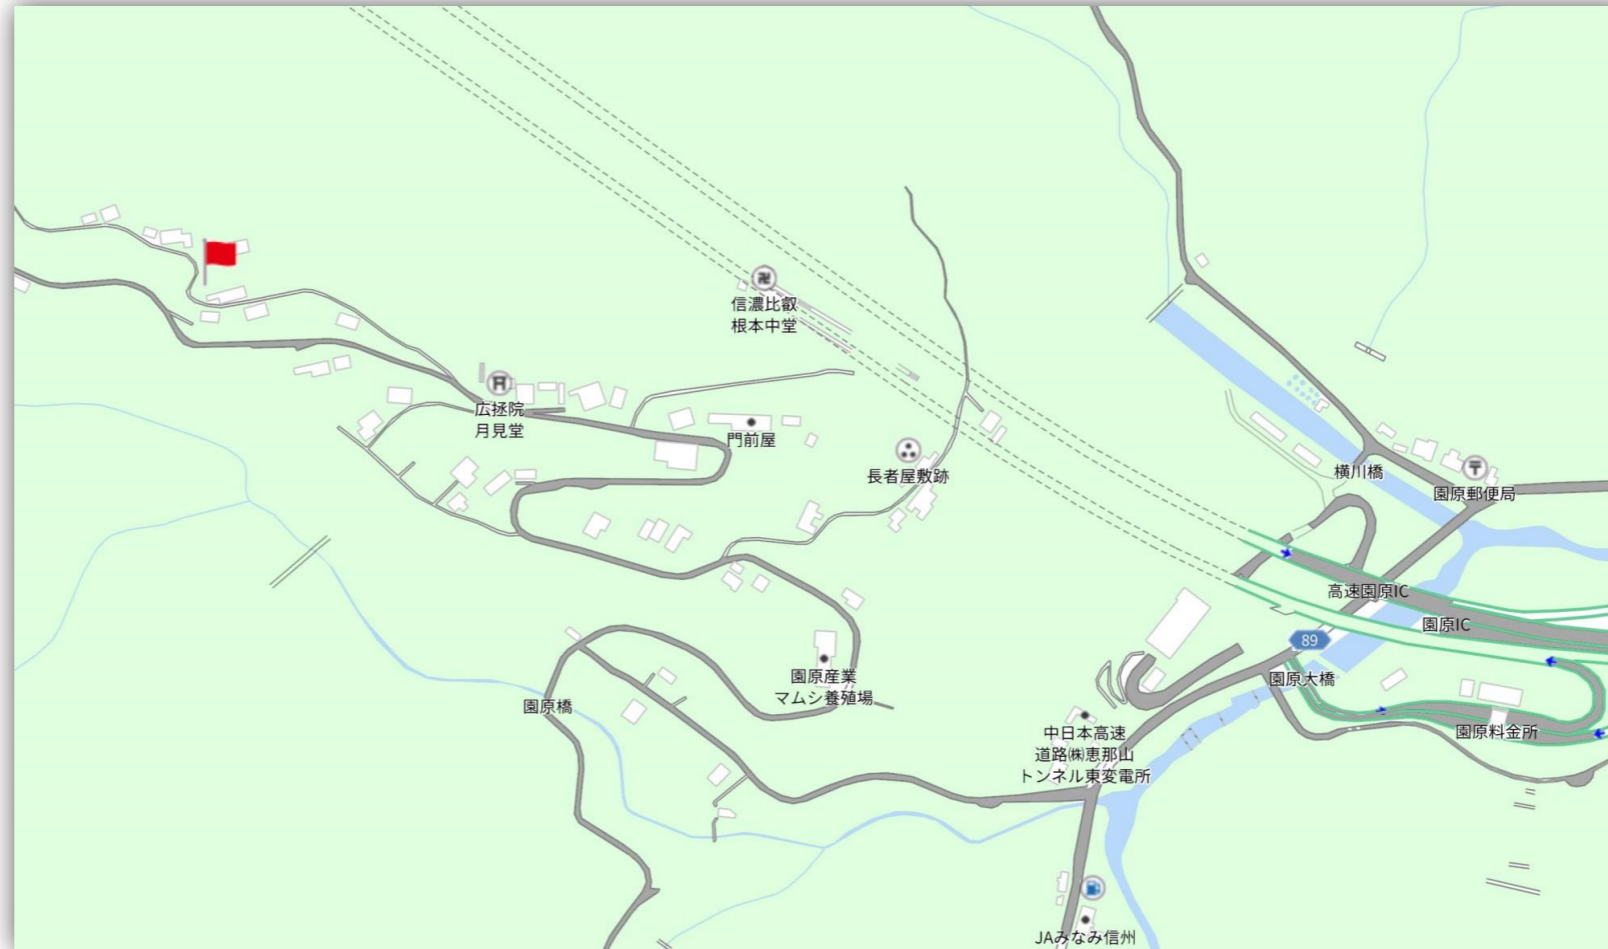 信濃比叡
根本中堂
広拯院
月見堂
門前屋
長者屋敷跡
横川橋
園原郵便局
高速園原IC
園原IC
89
園原大橋
園原産業
マムシ養殖場
園原橋
中日本高速
道路㈱恵那山
トンネル東変電所
園原料金所
JAみなみ信州